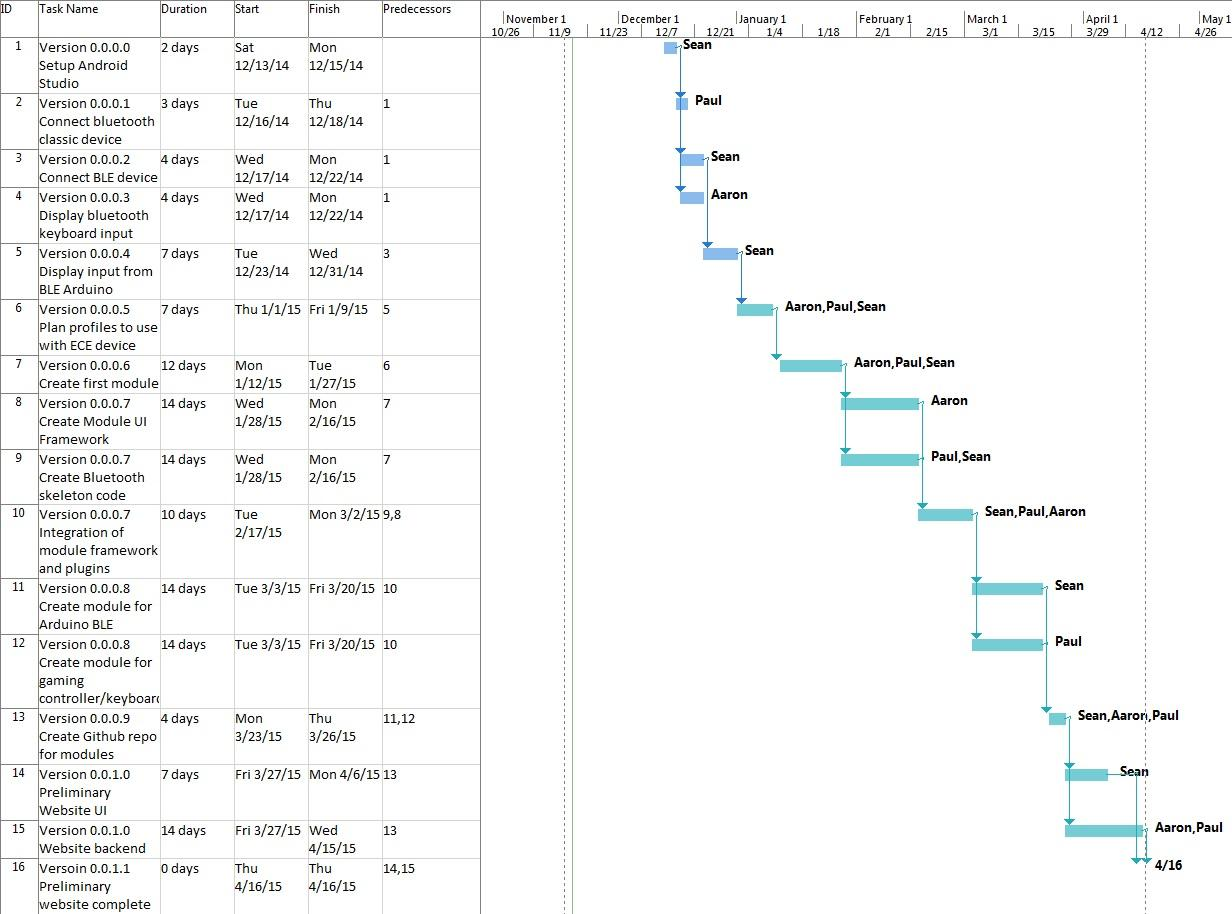 ID Task Name Duration Start Finish Predecessors
November 1 December 1 January 1 February 1 March 1 April 1 May 1
10/26 11/9 11/23 12/7 12/21 1/4 1/18 2/1 2/15 3/1 3/15 3/29 4/12 4/26
1 Version 0.0.0.0 2 days Sat Mon Sean
Setup Android 12/13/14 12/15/14
Studio
2 Version 0.0.0.1 3 days Tue Thu 1 Paul
Connect bluetooth 12/16/14 12/18/14
classic device
3 Version 0.0.0.2 4 days Wed Mon 1 Sean
Connect BLE device 12/17/14 12/22/14
4 Version 0.0.0.3 4 days Wed Mon 1 Aaron
Display bluetooth 12/17/14 12/22/14
keyboard input
5 Version 0.0.0.4 7 days Tue Wed 3 Sean
Display input from 12/23/14 12/31/14
BLE Arduino
6 Version 0.0.0.5 7 days Thu 1/1/15 Fri 1/9/15 5 Aaron,Paul,Sean
Plan profiles to use
with ECE device
7 Version 0.0.0.6 12 days Mon Tue 6 Aaron,Paul,Sean
Create first module 1/12/15 1/27/15
8 Version 0.0.0.7 14 days Wed Mon 7 Aaron
Create Module UI 1/28/15 2/16/15
Framework
9 Version 0.0.0.7 14 days Wed Mon 7 Paul,Sean
Create Bluetooth 1/28/15 2/16/15
skeleton code
10 Version 0.0.0.7 10 days Tue Mon 3/2/15 9,8 Sean,Paul,Aaron
Integration of 2/17/15
module framework
and plugins
11 Version 0.0.0.8 14 days Tue 3/3/15 Fri 3/20/15 10 Sean
Create module for
Arduino BLE
12 Version 0.0.0.8 14 days Tue 3/3/15 Fri 3/20/15 10 Paul
Create module for
gaming
controller/keyboard
13 Version 0.0.0.9 4 days Mon Thu 11,12 Sean,Aaron,Paul
Create Github repo 3/23/15 3/26/15
for modules
14 Version 0.0.1.0 7 days Fri 3/27/15 Mon 4/6/15 13 Sean
Preliminary
Website UI
15 Version 0.0.1.0 14 days Fri 3/27/15 Wed 13 Aaron,Paul
Website backend 4/15/15
16 Versoin 0.0.1.1 0 days Thu Thu 14,15 4/16
Preliminary 4/16/15 4/16/15
website complete